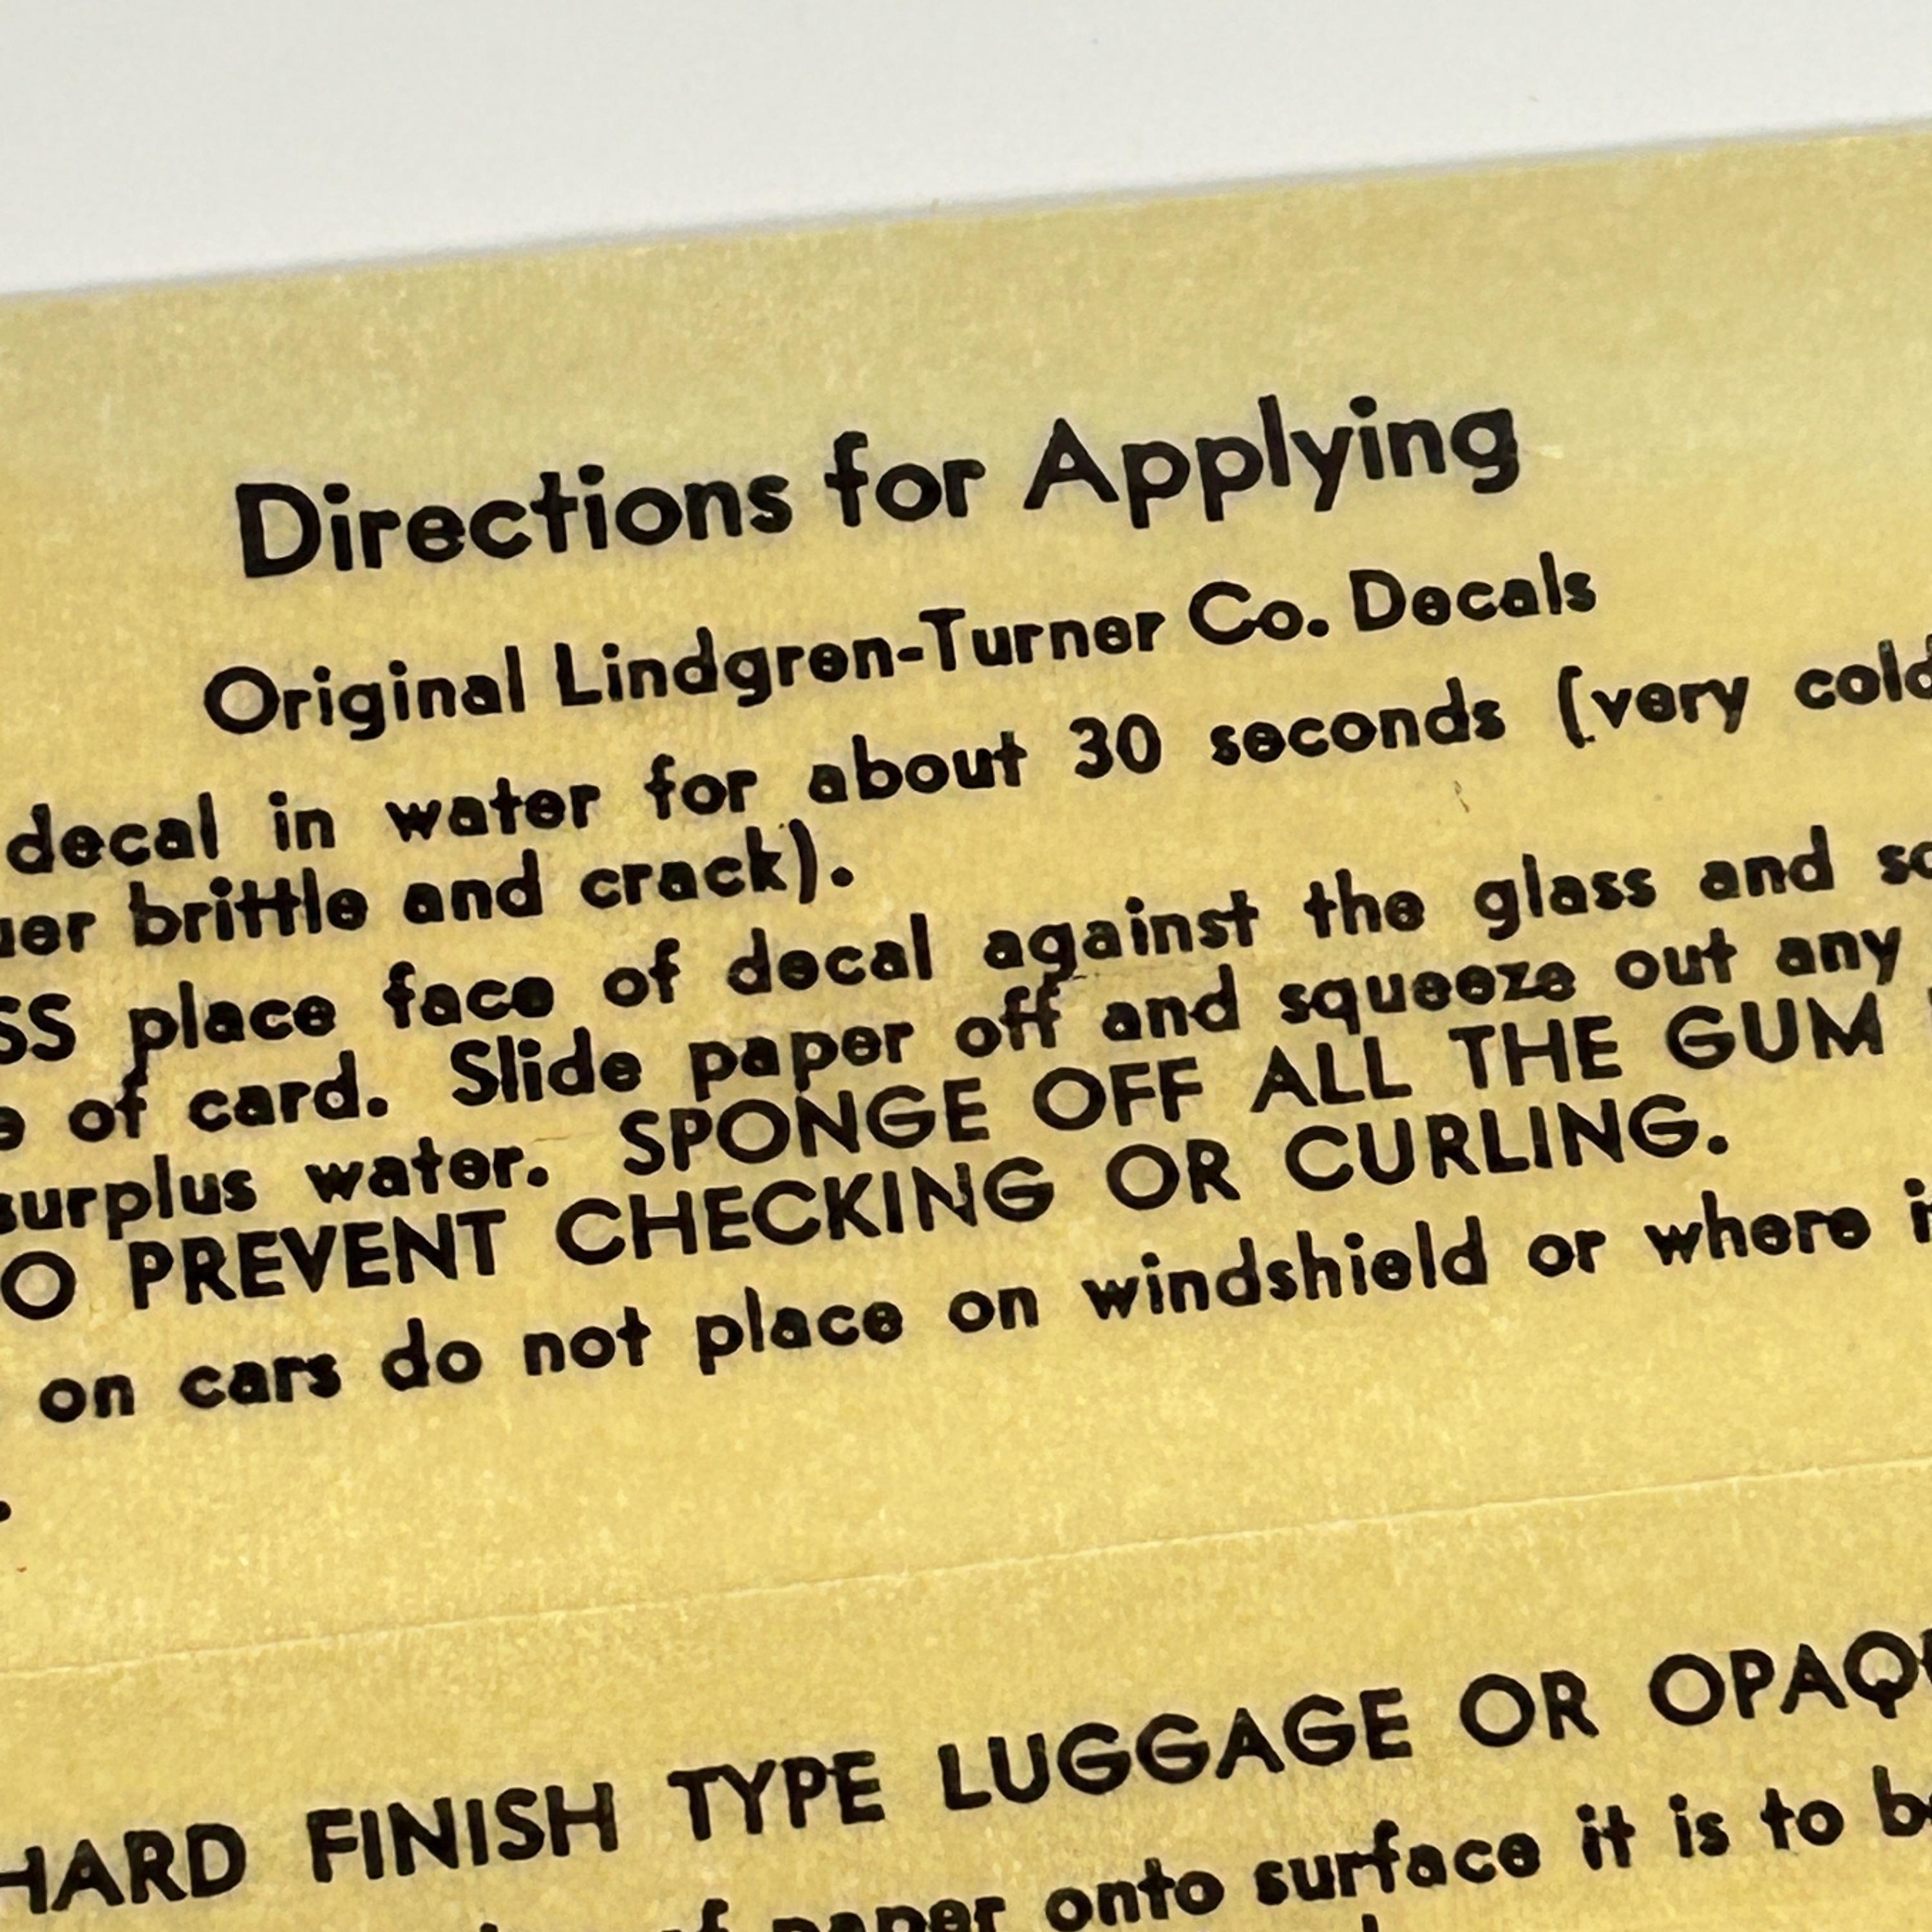 Directions for Applying
Original Lindgren-Turner Co. Decals
decal in water for about 30 seconds (very cold
brittle and crack).
place face of decal against the glass and
of card. Slide paper off and squeeze out any
surplus water. SPONGE OFF ALL THE GUM
PREVENT CHECKING OR CURLING.
on cars do not place on windshield or where
HARD FINISH TYPE LUGGAGE OR
paper onto surface it is to